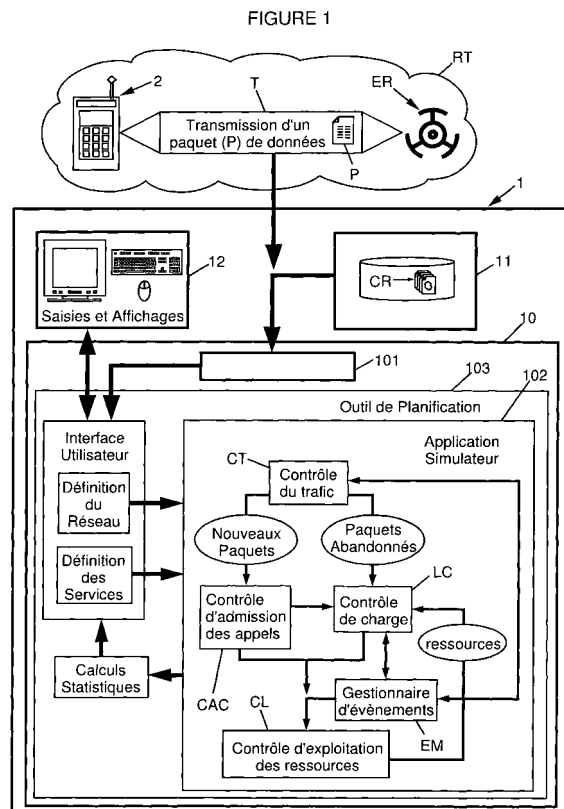 FIGURE 1
RT
2
T
ER
Transmission d'un
paquet (P) de données
P
1
12
Saisies et Affichages
CR
11
10
101
103
Outil de Planification
102
Interface
Utilisateur
Définition
du
Réseau
Définition
des
Services
Calculs
Statistiques
Application
Simulateur
CT
Contrôle
du trafic
Nouveaux
Paquets
Paquets
Abandonnés
LC
Contrôle
d'admission
des appels
Contrôle
de charge
ressources
CAC
CL
Gestionnaire
d'évènements
EM
Contrôle d'exploitation
des ressources